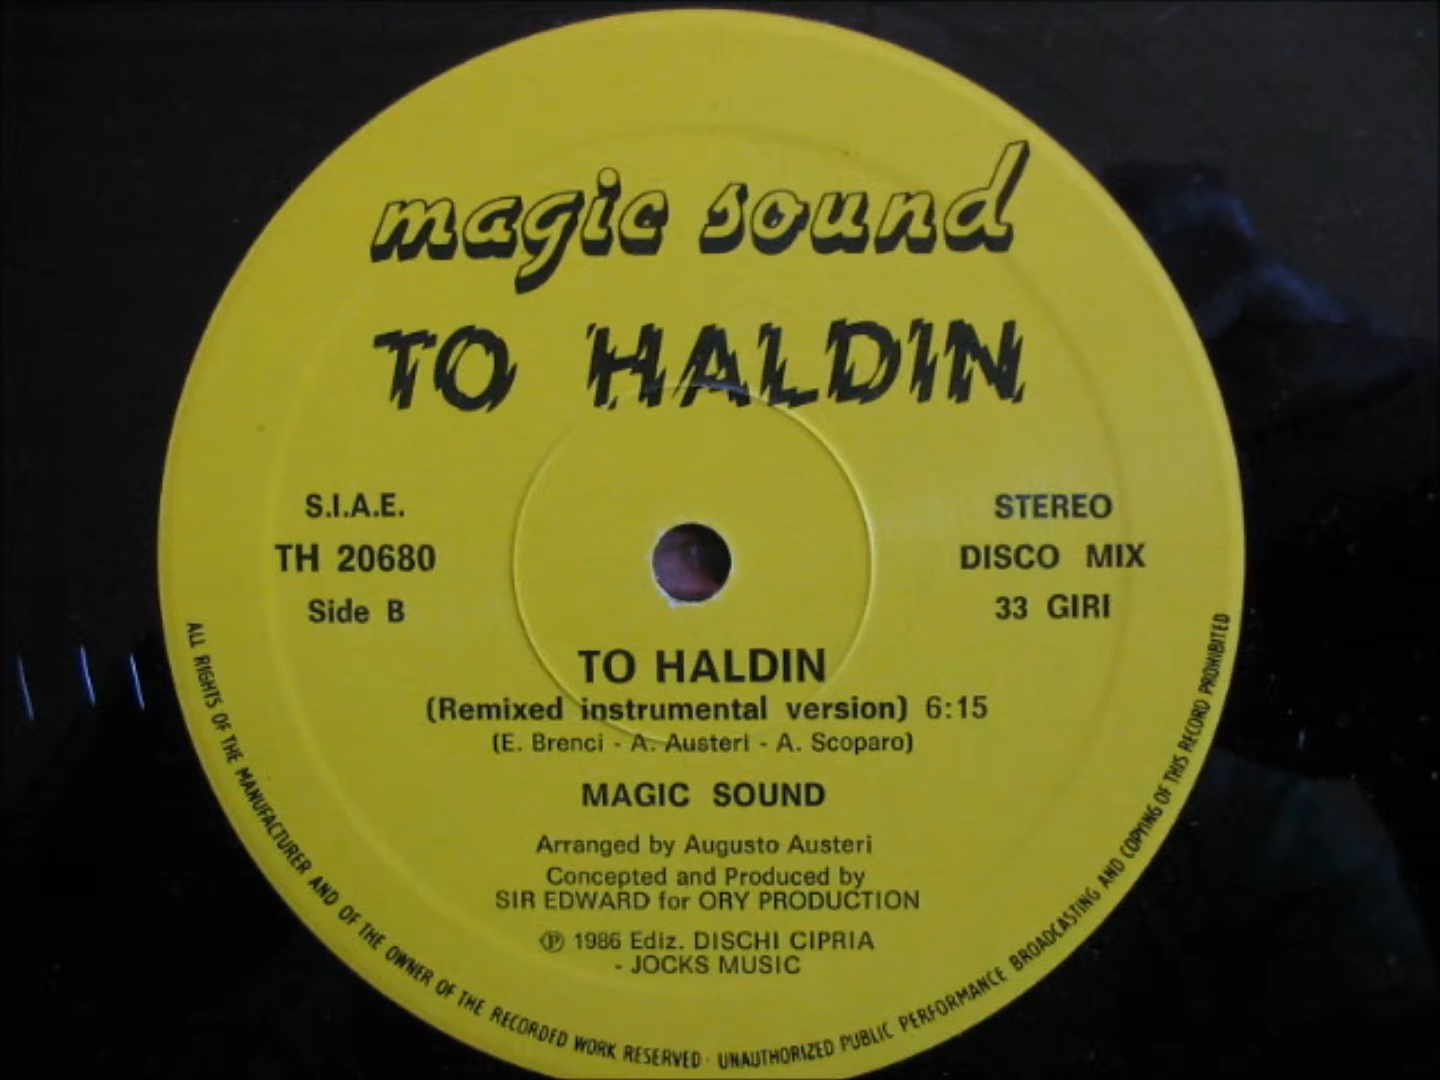 magic sound
TO HALDIN
S.I.A.E.
TH 20680
Side B
STEREO
DISCO MIX
33 GIRI
TO HALDIN
(Remixed instrumental version) 6:15
(E. Brenci - A. Austeri - A. Scoparo)
MAGIC SOUND
Arranged by Augusto Austeri
Concepted and Produced by
SIR EDWARD for ORY PRODUCTION
Ⓟ 1986 Ediz. DISCHI CIPRIA
- JOCKS MUSIC
ALL RIGHTS OF THE MANUFACTURER AND OF THE OWNER OF THE RECORDED WORK RESERVED · UNAUTHORIZED PUBLIC PERFORMANCE BROADCASTING AND COPYING OF THIS RECORD PROHIBITED